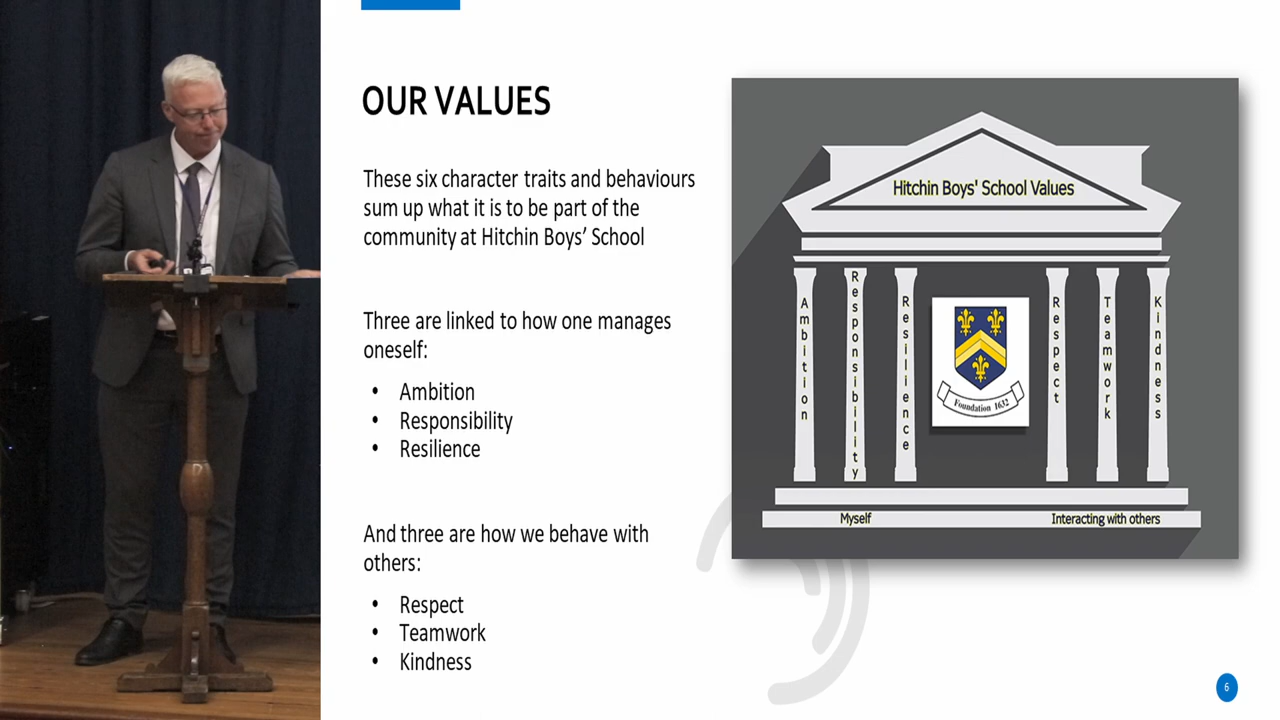 OUR VALUES
These six character traits and behaviours
sum up what it is to be part of the
community at Hitchin Boys' School
Three are linked to how one manages
oneself:
• Ambition
• Responsibility
• Resilience
And three are how we behave with
others:
• Respect
• Teamwork
• Kindness
Hitchin Boys' School Values
Ambition
Responsibility
Resilience
Foundation 1632
Respect
Teamwork
Kindness
Myself
Interacting with others
6